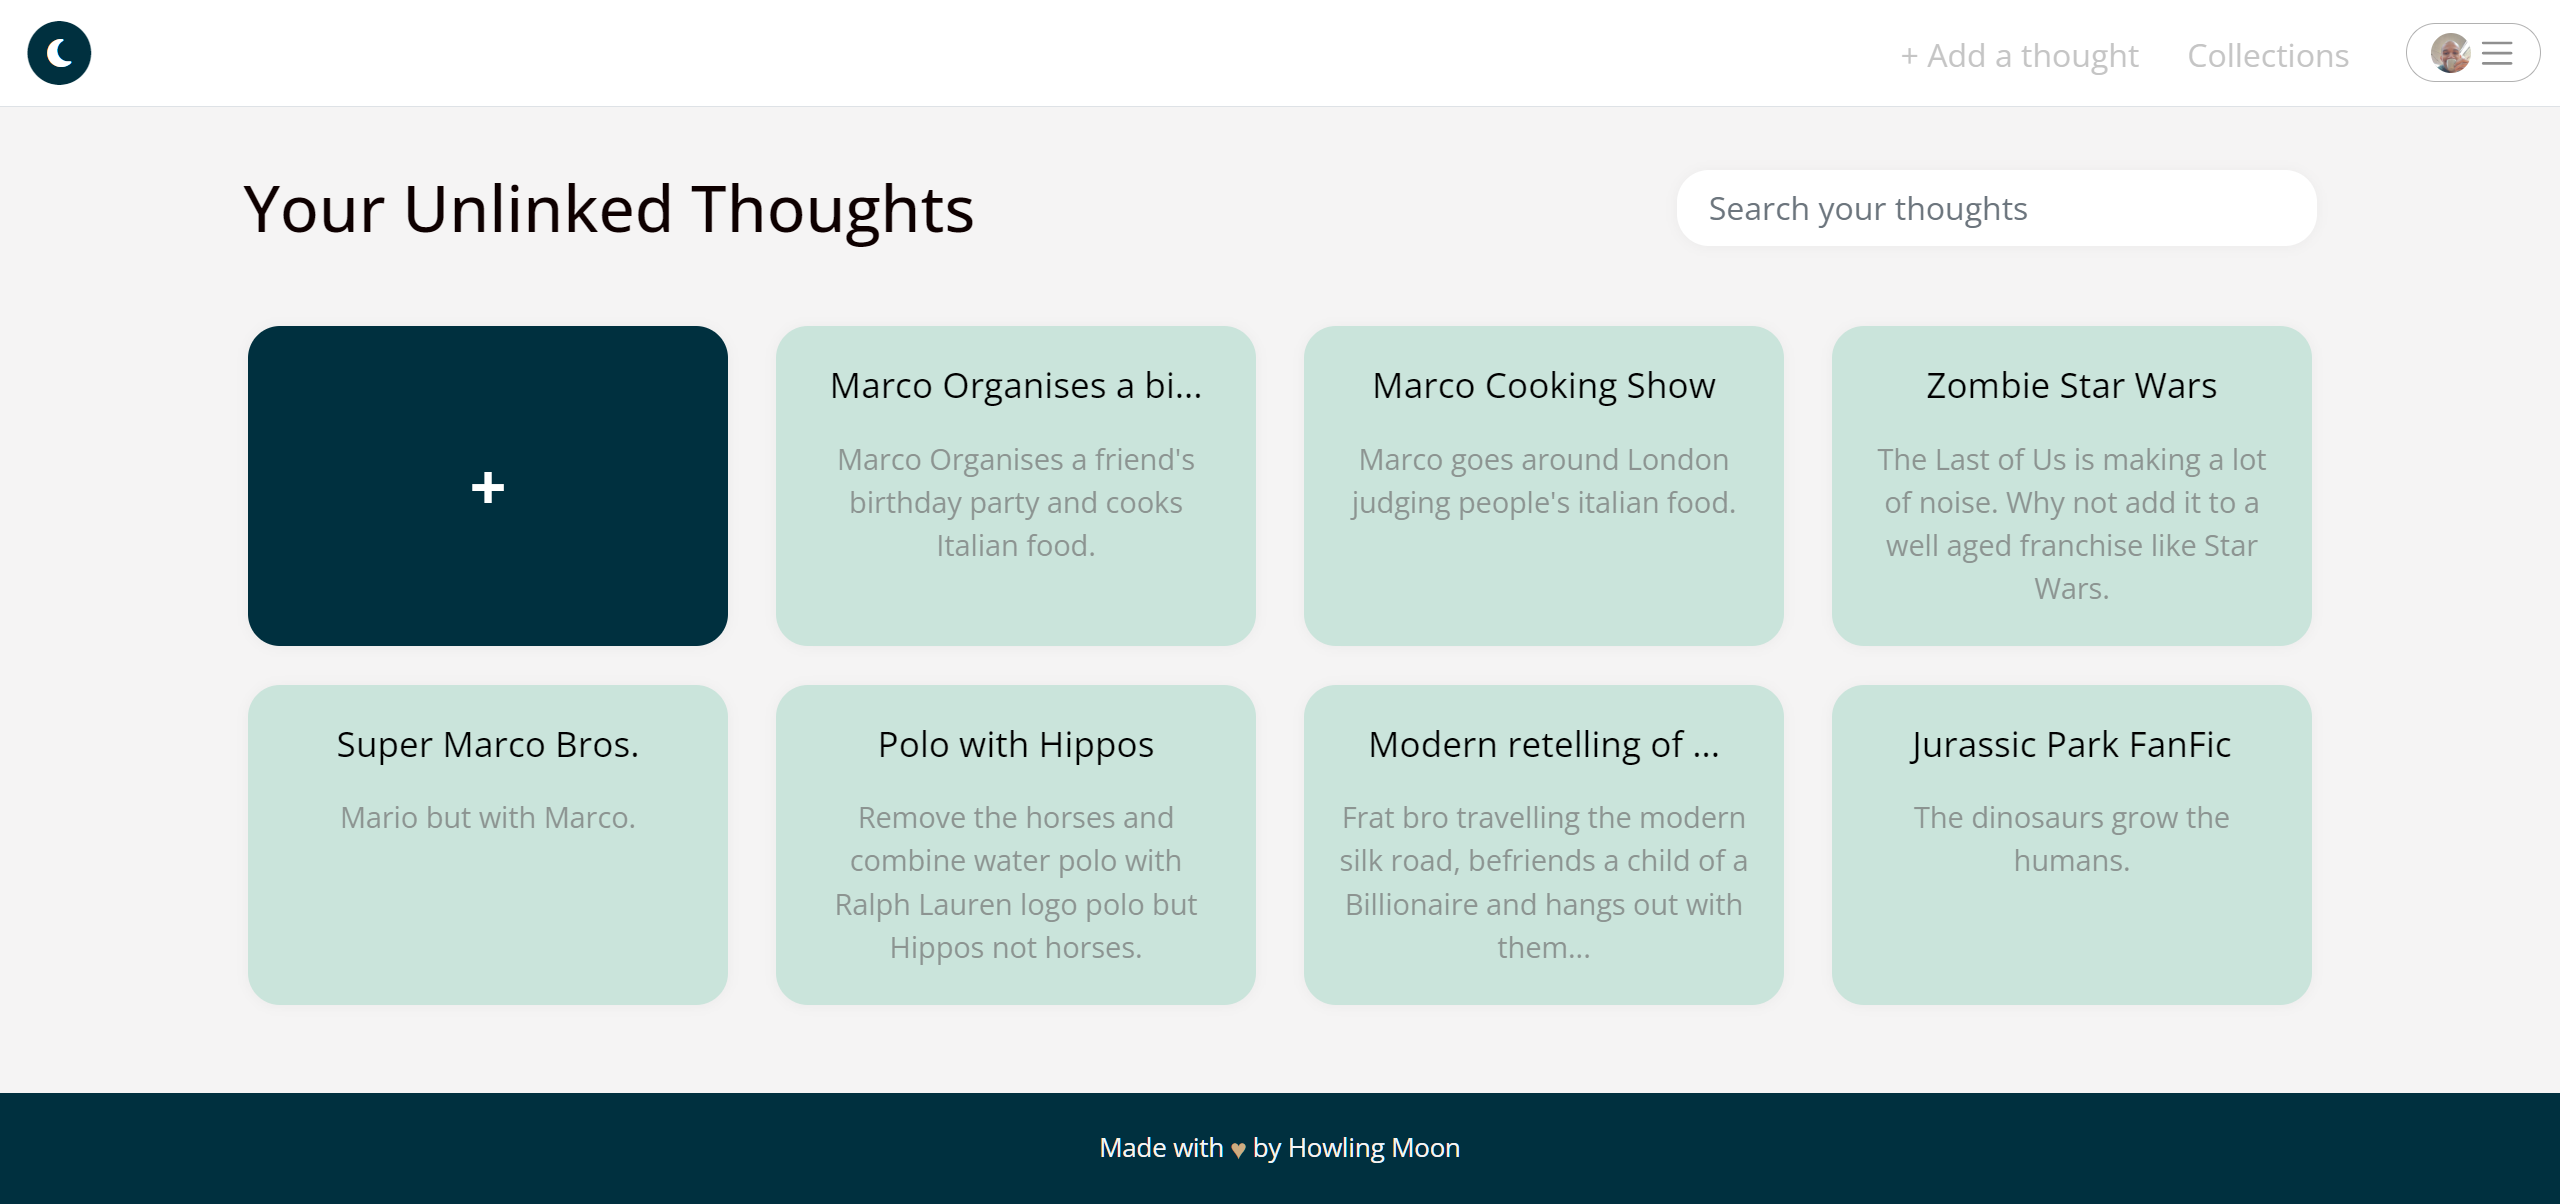 + Add a thought
Collections
Your Unlinked Thoughts
Search your thoughts
+
Marco Organises a bi...
Marco Organises a friend's
birthday party and cooks
Italian food.
Marco Cooking Show
Marco goes around London
judging people's italian food.
Zombie Star Wars
The Last of Us is making a lot
of noise. Why not add it to a
well aged franchise like Star
Wars.
Super Marco Bros.
Mario but with Marco.
Polo with Hippos
Remove the horses and
combine water polo with
Ralph Lauren logo polo but
Hippos not horses.
Modern retelling of ...
Frat bro travelling the modern
silk road, befriends a child of a
Billionaire and hangs out with
them...
Jurassic Park FanFic
The dinosaurs grow the
humans.
Made with ♥ by Howling Moon